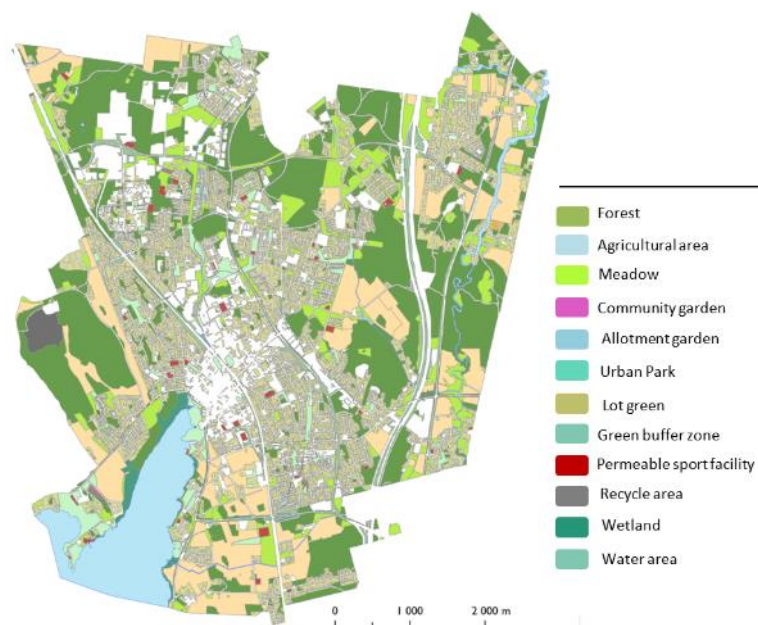 Forest
Agricultural area
Meadow
Community garden
Allotment garden
Urban Park
Lot green
Green buffer zone
Permeable sport facility
Recycle area
Wetland
Water area
0 1 000 2 000 m